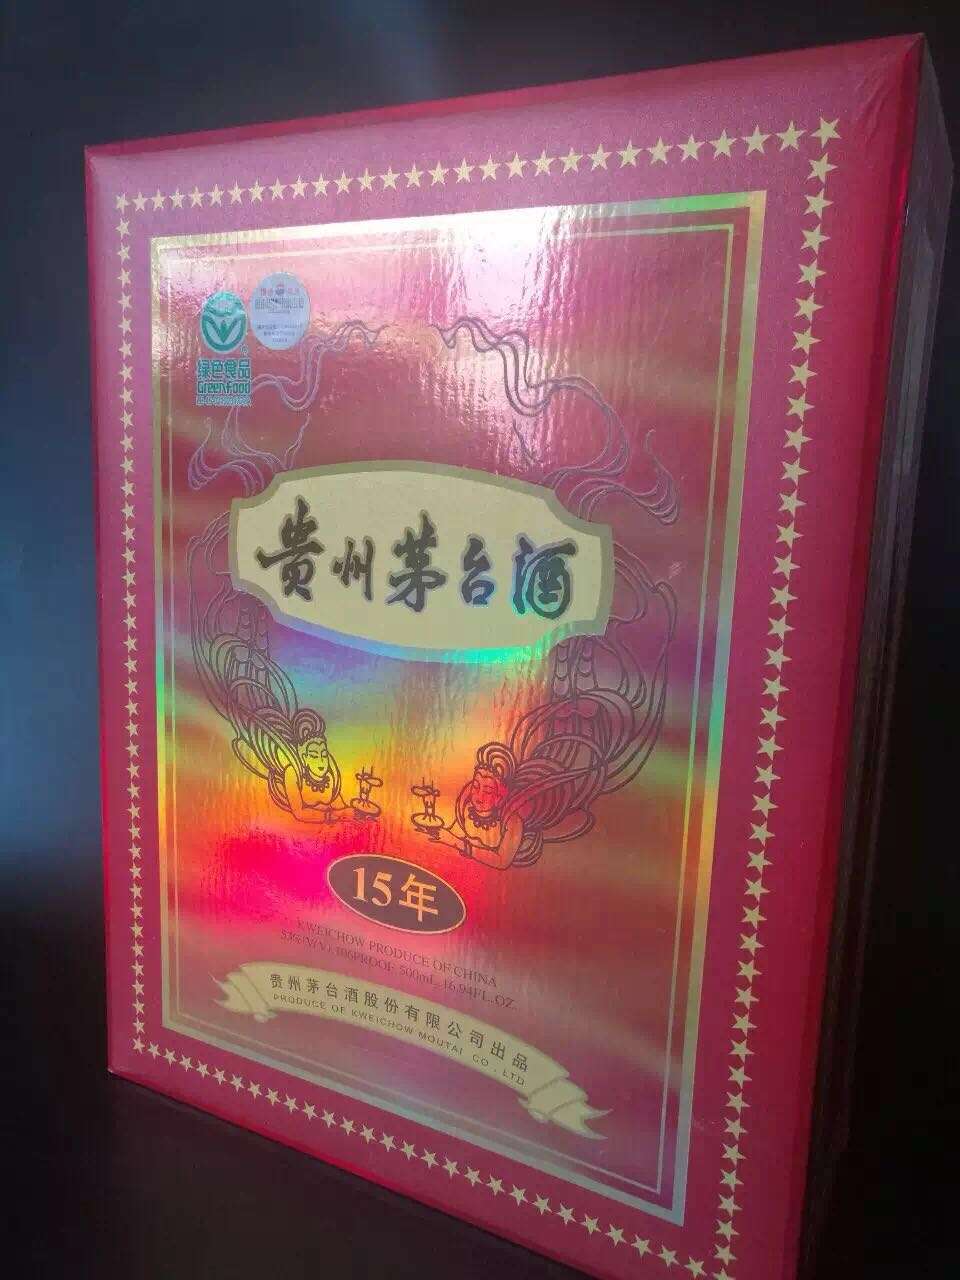 绿色食品
GreenFood
贵州茅台酒
15年
KWEICHOW PRODUCE OF CHINA
53%(V/V) 106PROOF 500mL 16.94FL.OZ.
贵州茅台酒股份有限公司出品
PRODUCE OF KWEICHOW MOUTAI CO., LTD